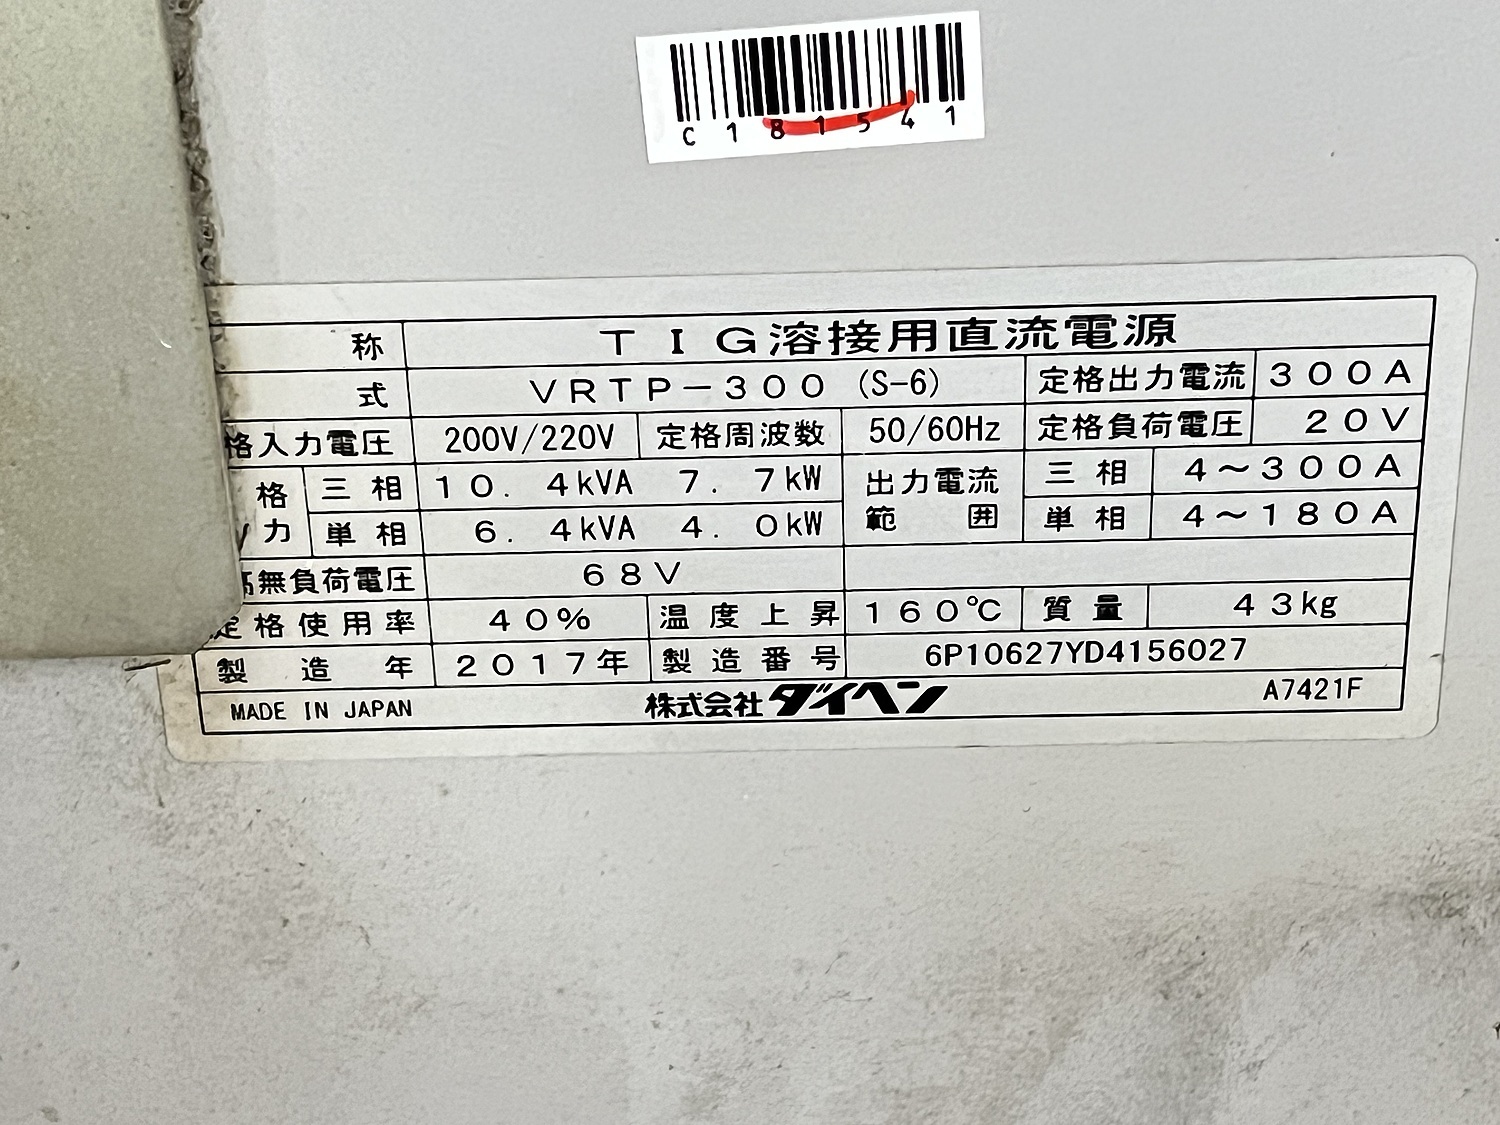 C181541
称 TIG溶接用直流電源
式 VRTP-300 (S-6) 定格出力電流 300A
格入力電圧 200V/220V 定格周波数 50/60Hz 定格負荷電圧 20V
格 力 三相 10.4kVA 7.7kW 出力電流範囲 三相 4～300A
単相 6.4kVA 4.0kW 単相 4～180A
高無負荷電圧 68V
定格使用率 40% 温度上昇 160℃ 質量 43kg
製造年 2017年 製造番号 6P10627YD4156027
MADE IN JAPAN 株式会社ダイヘン A7421F